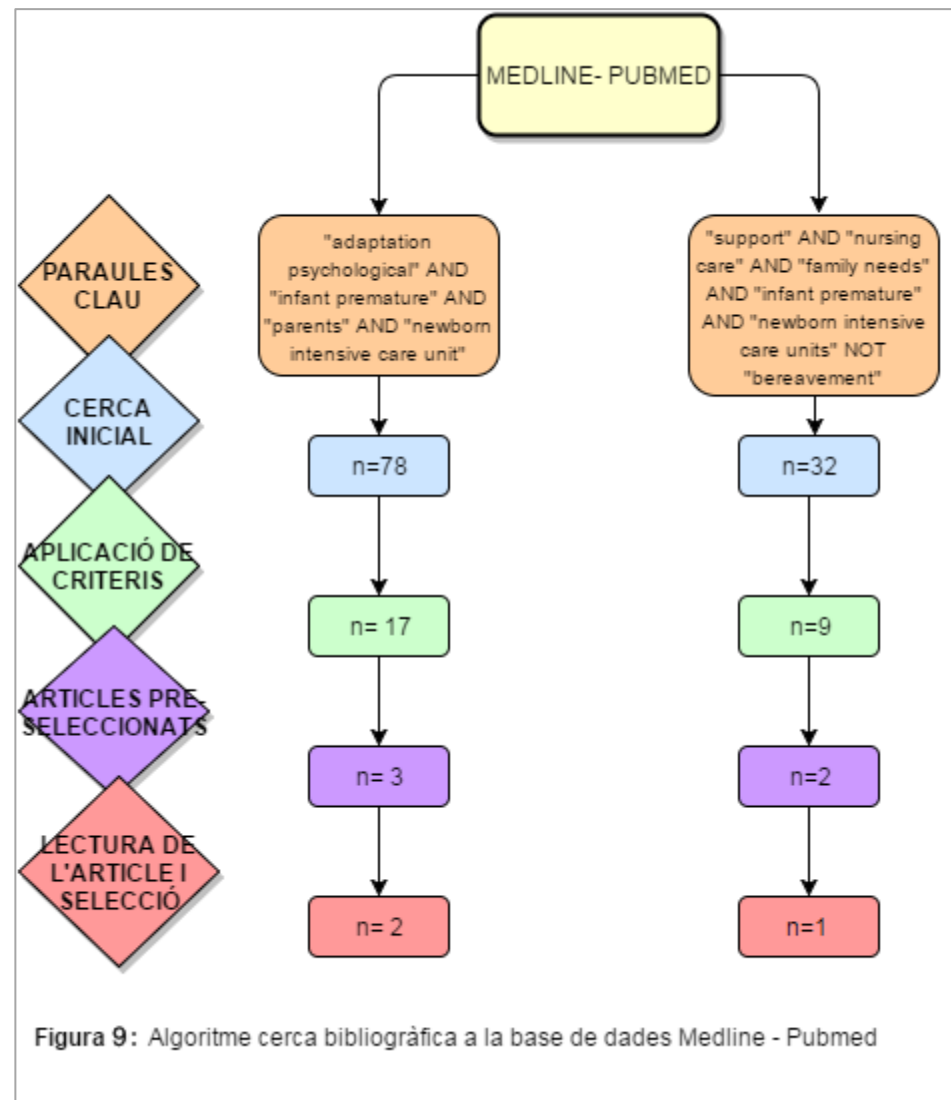 MEDLINE- PUBMED
PARAULES
CLAU
"adaptation
psychological" AND
"infant premature" AND
"parents" AND "newborn
intensive care unit"
"support" AND "nursing
care" AND "family needs"
AND "infant premature"
AND "newborn intensive
care units" NOT
"bereavement"
CERCA
INICIAL
n=78
n=32
APLICACIÓ DE
CRITERIS
n= 17
n=9
ARTICLES PRE-
SELECCIONATS
n= 3
n=2
LECTURA DE
L'ARTICLE I
SELECCIÓ
n= 2
n=1
Figura 9: Algoritme cerca bibliogràfica a la base de dades Medline - Pubmed